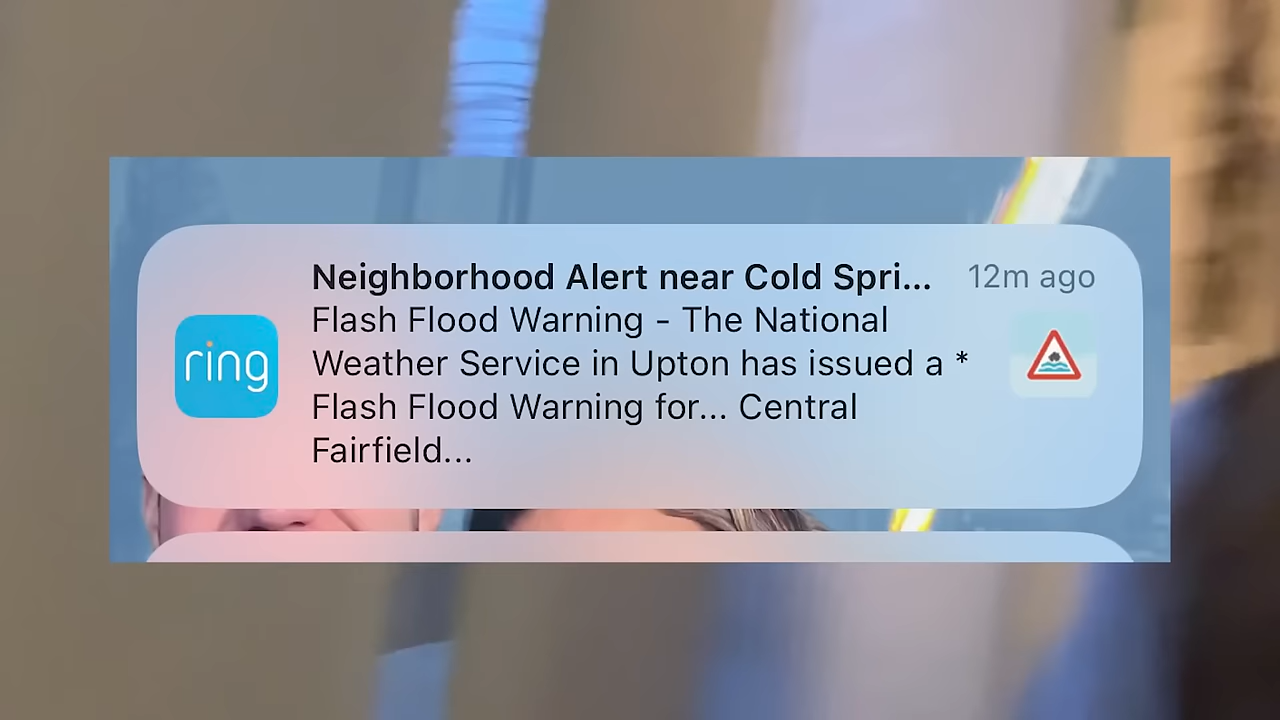 Neighborhood Alert near Cold Spri...
12m ago
Flash Flood Warning - The National
Weather Service in Upton has issued a *
Flash Flood Warning for... Central
Fairfield...
ring